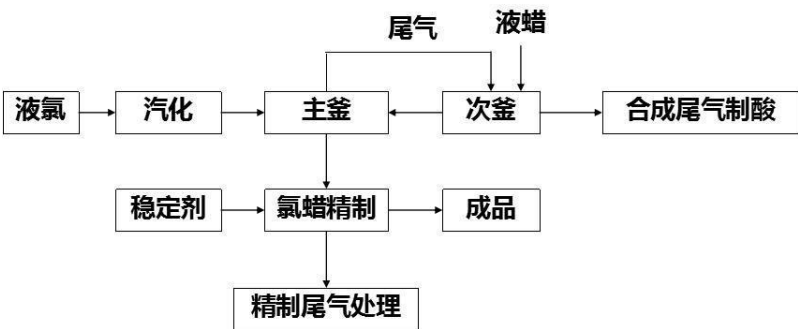 尾气
液蜡
液氯
汽化
主釜
次釜
合成尾气制酸
稳定剂
氯蜡精制
成品
精制尾气处理